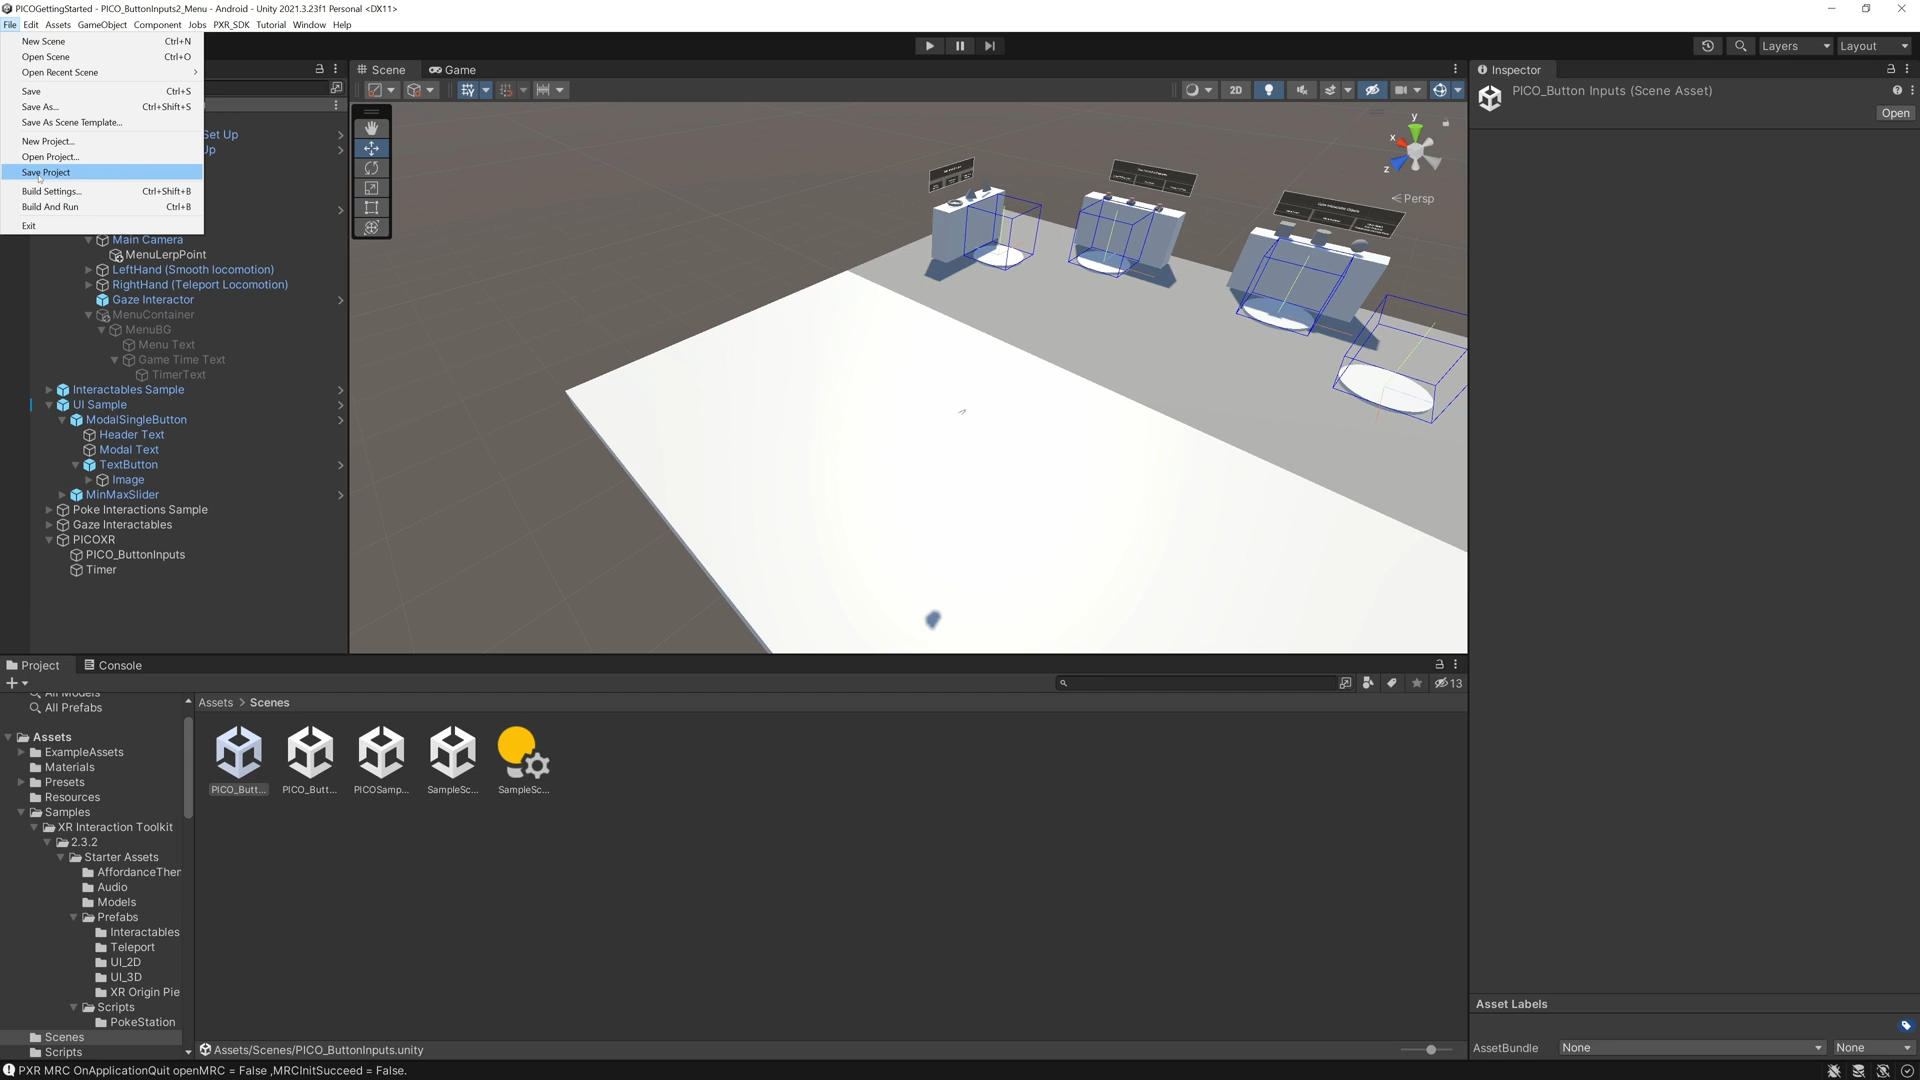 PICOGettingStarted - PICO_ButtonInputs2_Menu - Android - Unity 2021.3.23f1 Personal <DX11>
File Edit Assets GameObject Component Jobs PXR_SDK Tutorial Window Help
New Scene Ctrl+N
Open Scene Ctrl+O
Open Recent Scene
Save Ctrl+S
Save As... Ctrl+Shift+S
Save As Scene Template...
New Project...
Open Project...
Save Project
Build Settings... Ctrl+Shift+B
Build And Run Ctrl+B
Exit
Layers Layout
Scene Game
2D
Set Up
Up
Main Camera
MenuLerpPoint
LeftHand (Smooth locomotion)
RightHand (Teleport Locomotion)
Gaze Interactor
MenuContainer
MenuBG
Menu Text
Game Time Text
TimerText
Interactables Sample
UI Sample
ModalSingleButton
Header Text
Modal Text
TextButton
Image
MinMaxSlider
Poke Interactions Sample
Gaze Interactables
PICOXR
PICO_ButtonInputs
Timer
y
x
z
Persp
Inspector
PICO_Button Inputs (Scene Asset)
Open
Project Console
13
All Models
All Prefabs
Assets
ExampleAssets
Materials
Presets
Resources
Samples
XR Interaction Toolkit
2.3.2
Starter Assets
AffordanceTher
Audio
Models
Prefabs
Interactables
Teleport
UI_2D
UI_3D
XR Origin Pie
Scripts
PokeStation
Scenes
Scripts
Assets > Scenes
PICO_Butt... PICO_Butt... PICOSamp... SampleSc... SampleSc...
Assets/Scenes/PICO_ButtonInputs.unity
Asset Labels
AssetBundle None None
PXR MRC OnApplicationQuit openMRC = False ,MRCInitSucceed = False.